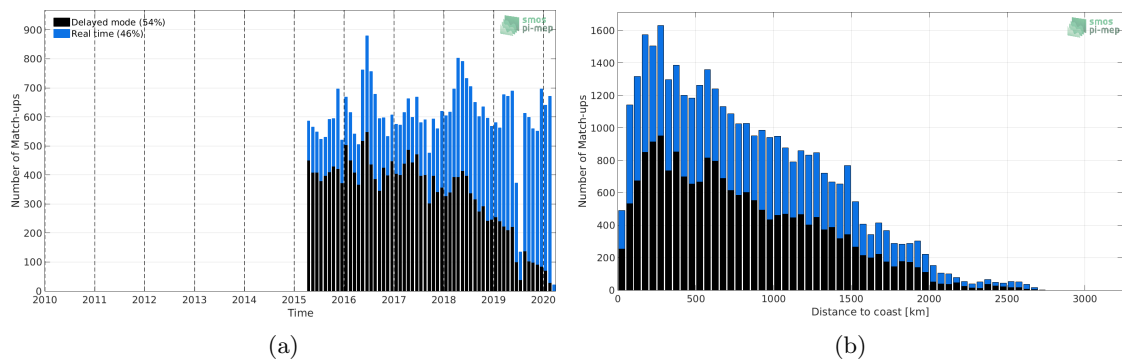 Delayed mode (54%)
Real time (46%)
smos
pi-mep
Number of Match-ups
900
800
700
600
500
400
300
200
100
0
2010 2011 2012 2013 2014 2015 2016 2017 2018 2019 2020
Time
(a)
smos
pi-mep
Number of Match-ups
1600
1400
1200
1000
800
600
400
200
0
0 500 1000 1500 2000 2500 3000
Distance to coast [km]
(b)